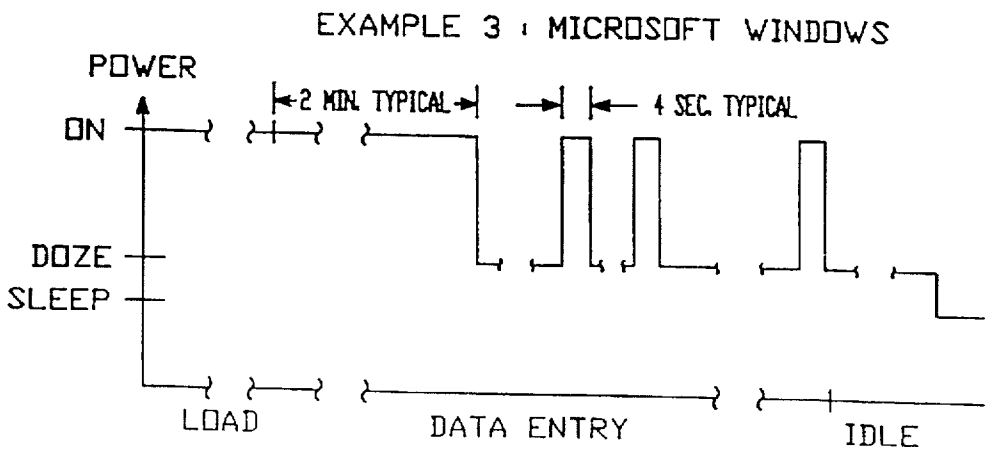 EXAMPLE 3 : MICROSOFT WINDOWS
POWER
2 MIN. TYPICAL
4 SEC. TYPICAL
ON
DOZE
SLEEP
LOAD
DATA ENTRY
IDLE